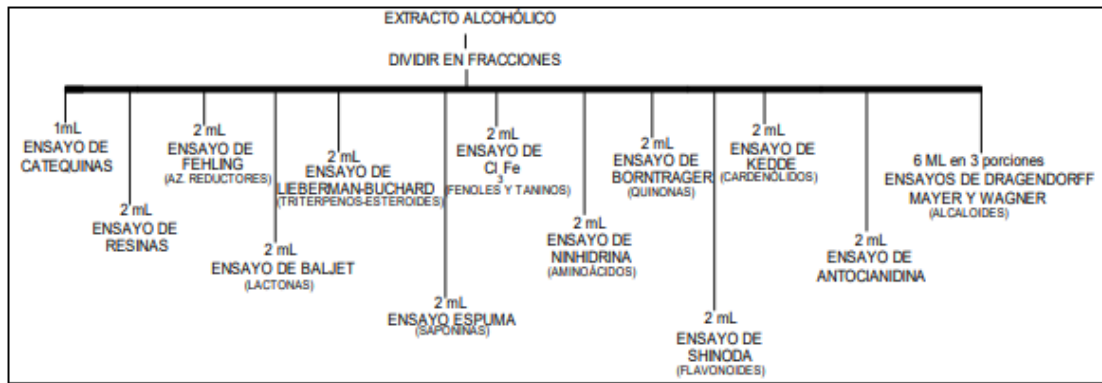 EXTRACTO ALCOHÓLICO
DIVIDIR EN FRACCIONES
1mL
ENSAYO DE
CATEQUINAS
2 mL
ENSAYO DE
RESINAS
2 mL
ENSAYO DE
FEHLING
(AZ. REDUCTORES)
2 mL
ENSAYO DE BALJET
(LACTONAS)
2 mL
ENSAYO DE
LIEBERMAN-BUCHARD
(TRITERPENOS-ESTEROIDES)
2 mL
ENSAYO ESPUMA
(SAPONINAS)
2 mL
ENSAYO DE
Cl3Fe
(FENOLES Y TANINOS)
2 mL
ENSAYO DE
NINHIDRINA
(AMINOÁCIDOS)
2 mL
ENSAYO DE
BORNTRAGER
(QUINONAS)
2 mL
ENSAYO DE
SHINODA
(FLAVONOIDES)
2 mL
ENSAYO DE
KEDDE
(CARDENÓLIDOS)
2 mL
ENSAYO DE
ANTOCIANIDINA
6 ML en 3 porciones
ENSAYOS DE DRAGENDORFF
MAYER Y WAGNER
(ALCALOIDES)